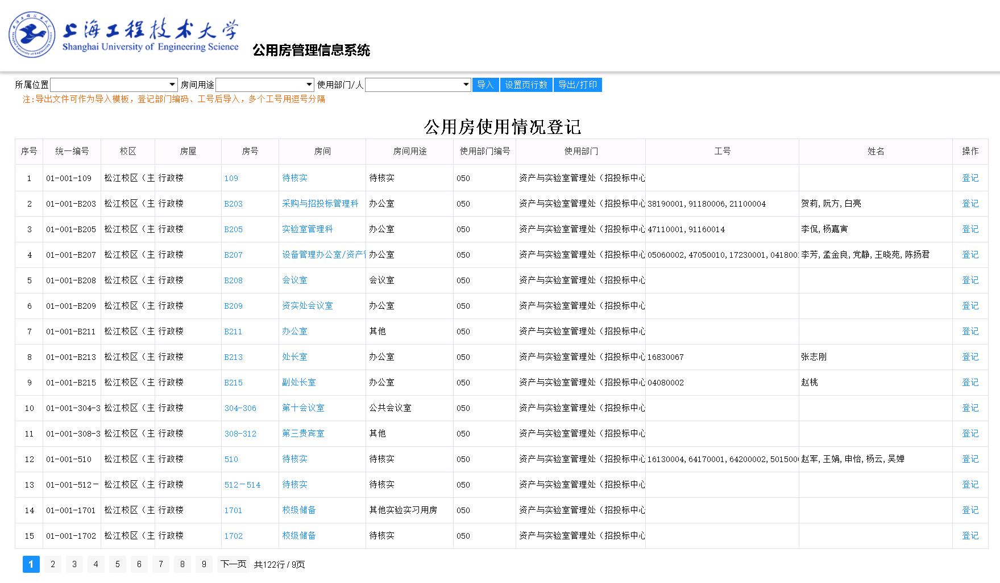 上海工程技术大学
Shanghai University of Engineering Science
公用房管理信息系统
所属位置 房间用途 使用部门/人 导入 设置页行数 导出/打印
注:导出文件可作为导入模板，登记部门编码、工号后导入，多个工号用逗号分隔
公用房使用情况登记
序号 统一编号 校区 房屋 房号 房间 房间用途 使用部门编号 使用部门 工号 姓名 操作
1 01-001-109 松江校区（主 行政楼 109 待核实 待核实 050 资产与实验室管理处（招投标中心 登记
2 01-001-B203 松江校区（主 行政楼 B203 采购与招投标管理科 办公室 050 资产与实验室管理处（招投标中心 38190001,91180006,21100004 贺莉,阮方,白亮 登记
3 01-001-B205 松江校区（主 行政楼 B205 实验室管理科 办公室 050 资产与实验室管理处（招投标中心 47110001,91160014 李侃,杨嘉寅 登记
4 01-001-B207 松江校区（主 行政楼 B207 设备管理办公室/资产 办公室 050 资产与实验室管理处（招投标中心 05060002,47050010,17230001,041800 李芳,孟金良,党静,王晓苑,陈扬君 登记
5 01-001-B208 松江校区（主 行政楼 B208 会议室 会议室 050 资产与实验室管理处（招投标中心 登记
6 01-001-B209 松江校区（主 行政楼 B209 资实处会议室 办公室 050 资产与实验室管理处（招投标中心 登记
7 01-001-B211 松江校区（主 行政楼 B211 办公室 其他 050 资产与实验室管理处（招投标中心 登记
8 01-001-B213 松江校区（主 行政楼 B213 处长室 办公室 050 资产与实验室管理处（招投标中心 16830067 张志刚 登记
9 01-001-B215 松江校区（主 行政楼 B215 副处长室 办公室 050 资产与实验室管理处（招投标中心 04080002 赵桃 登记
10 01-001-304-3 松江校区（主 行政楼 304-306 第十会议室 公共会议室 050 资产与实验室管理处（招投标中心 登记
11 01-001-308-3 松江校区（主 行政楼 308-312 第三贵宾室 其他 050 资产与实验室管理处（招投标中心 登记
12 01-001-510 松江校区（主 行政楼 510 待核实 待核实 050 资产与实验室管理处（招投标中心 16130004,64170001,64200002,501500 赵军,王娟,申怡,杨云,吴婵 登记
13 01-001-512－ 松江校区（主 行政楼 512－514 待核实 待核实 050 资产与实验室管理处（招投标中心 登记
14 01-001-1701 松江校区（主 行政楼 1701 校级储备 其他实验实习用房 050 资产与实验室管理处（招投标中心 登记
15 01-001-1702 松江校区（主 行政楼 1702 校级储备 待核实 050 资产与实验室管理处（招投标中心 登记
1 2 3 4 5 6 7 8 9 下一页 共122行 / 9页